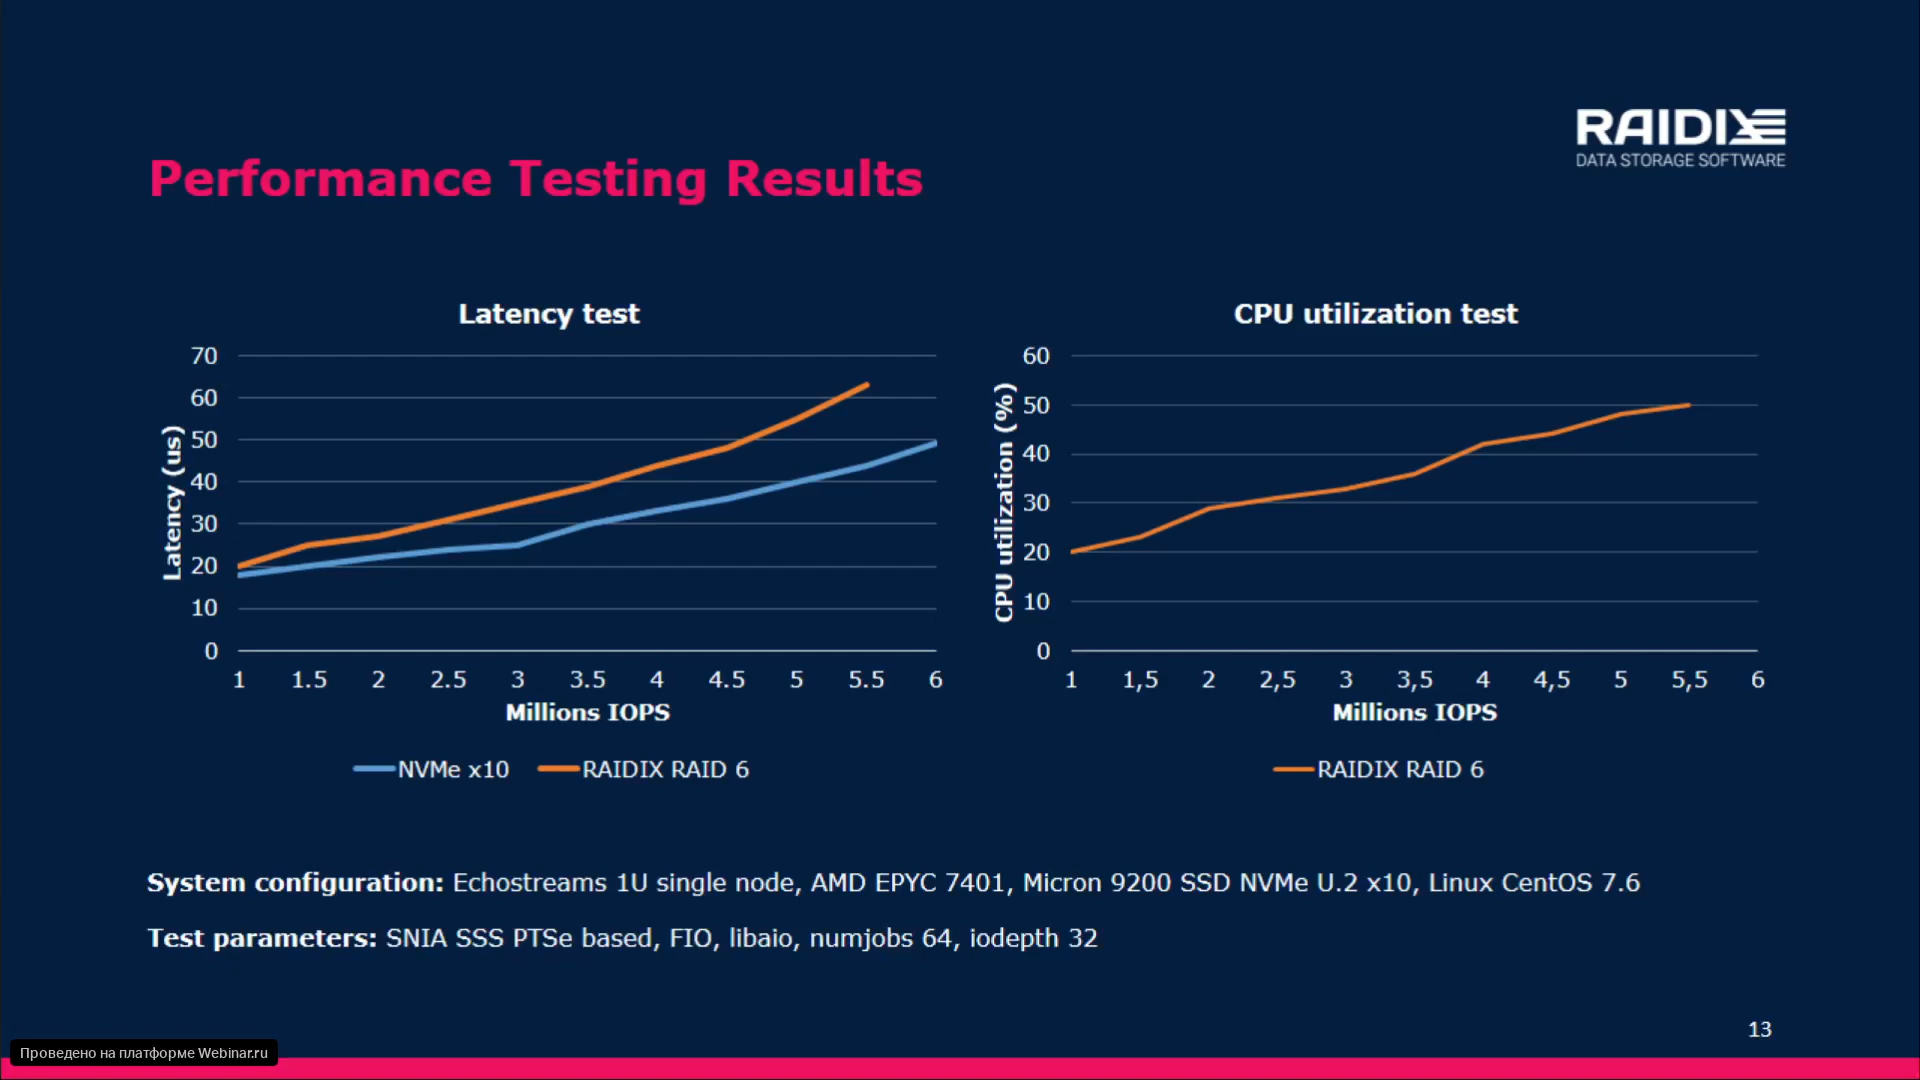 RAIDIX
DATA STORAGE SOFTWARE
Performance Testing Results
Latency test
70
60
50
40
30
20
10
0
Latency (us)
1 1.5 2 2.5 3 3.5 4 4.5 5 5.5 6
Millions IOPS
NVMe x10 RAIDIX RAID 6
CPU utilization test
60
50
40
30
20
10
0
CPU utilization (%)
1 1,5 2 2,5 3 3,5 4 4,5 5 5,5 6
Millions IOPS
RAIDIX RAID 6
System configuration: Echostreams 1U single node, AMD EPYC 7401, Micron 9200 SSD NVMe U.2 x10, Linux CentOS 7.6
Test parameters: SNIA SSS PTSe based, FIO, libaio, numjobs 64, iodepth 32
13
Проведено на платформе Webinar.ru